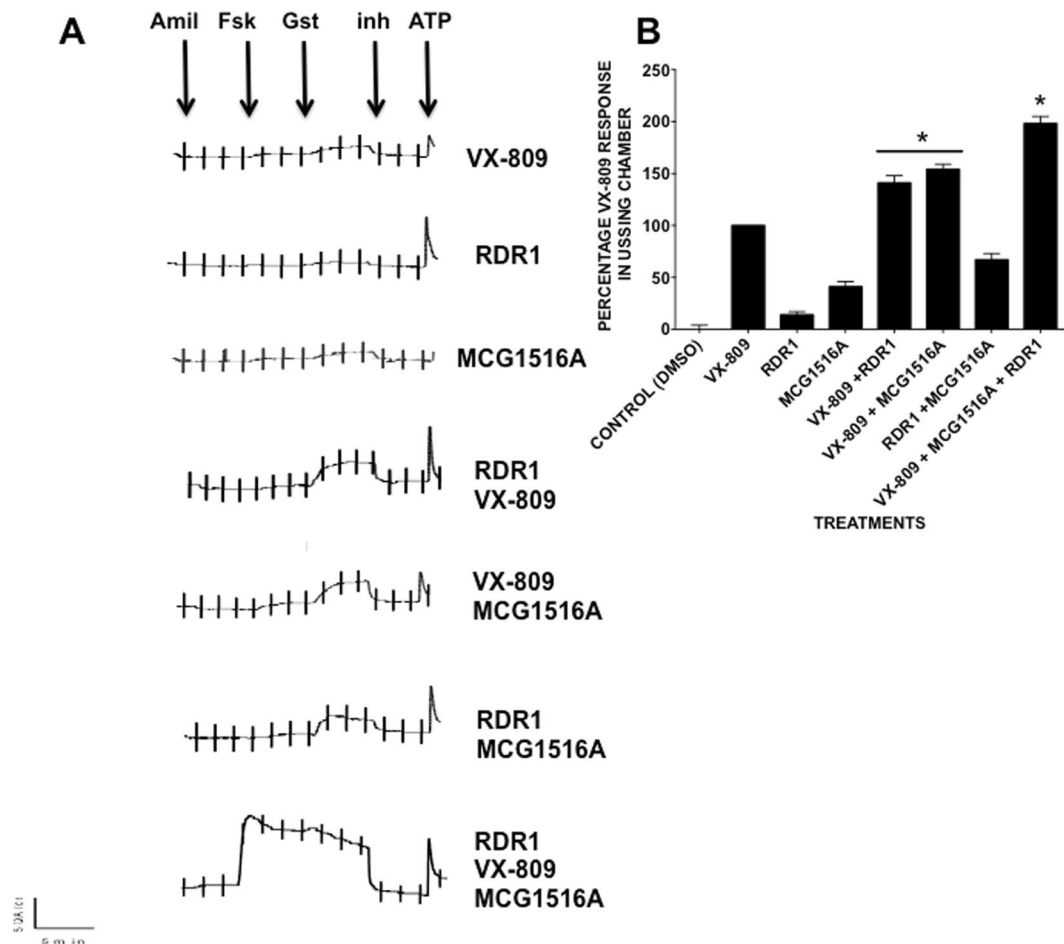 A
Amil Fsk Gst inh ATP
VX-809
RDR1
MCG1516A
RDR1
VX-809
VX-809
MCG1516A
RDR1
MCG1516A
RDR1
VX-809
MCG1516A
B
PERCENTAGE VX-809 RESPONSE
IN USSING CHAMBER
250
200
150
100
50
0
*
*
CONTROL (DMSO)
VX-809
RDR1
MCG1516A
VX-809 +RDR1
VX-809 + MCG1516A
RDR1 +MCG1516A
VX-809 + MCG1516A + RDR1
TREATMENTS